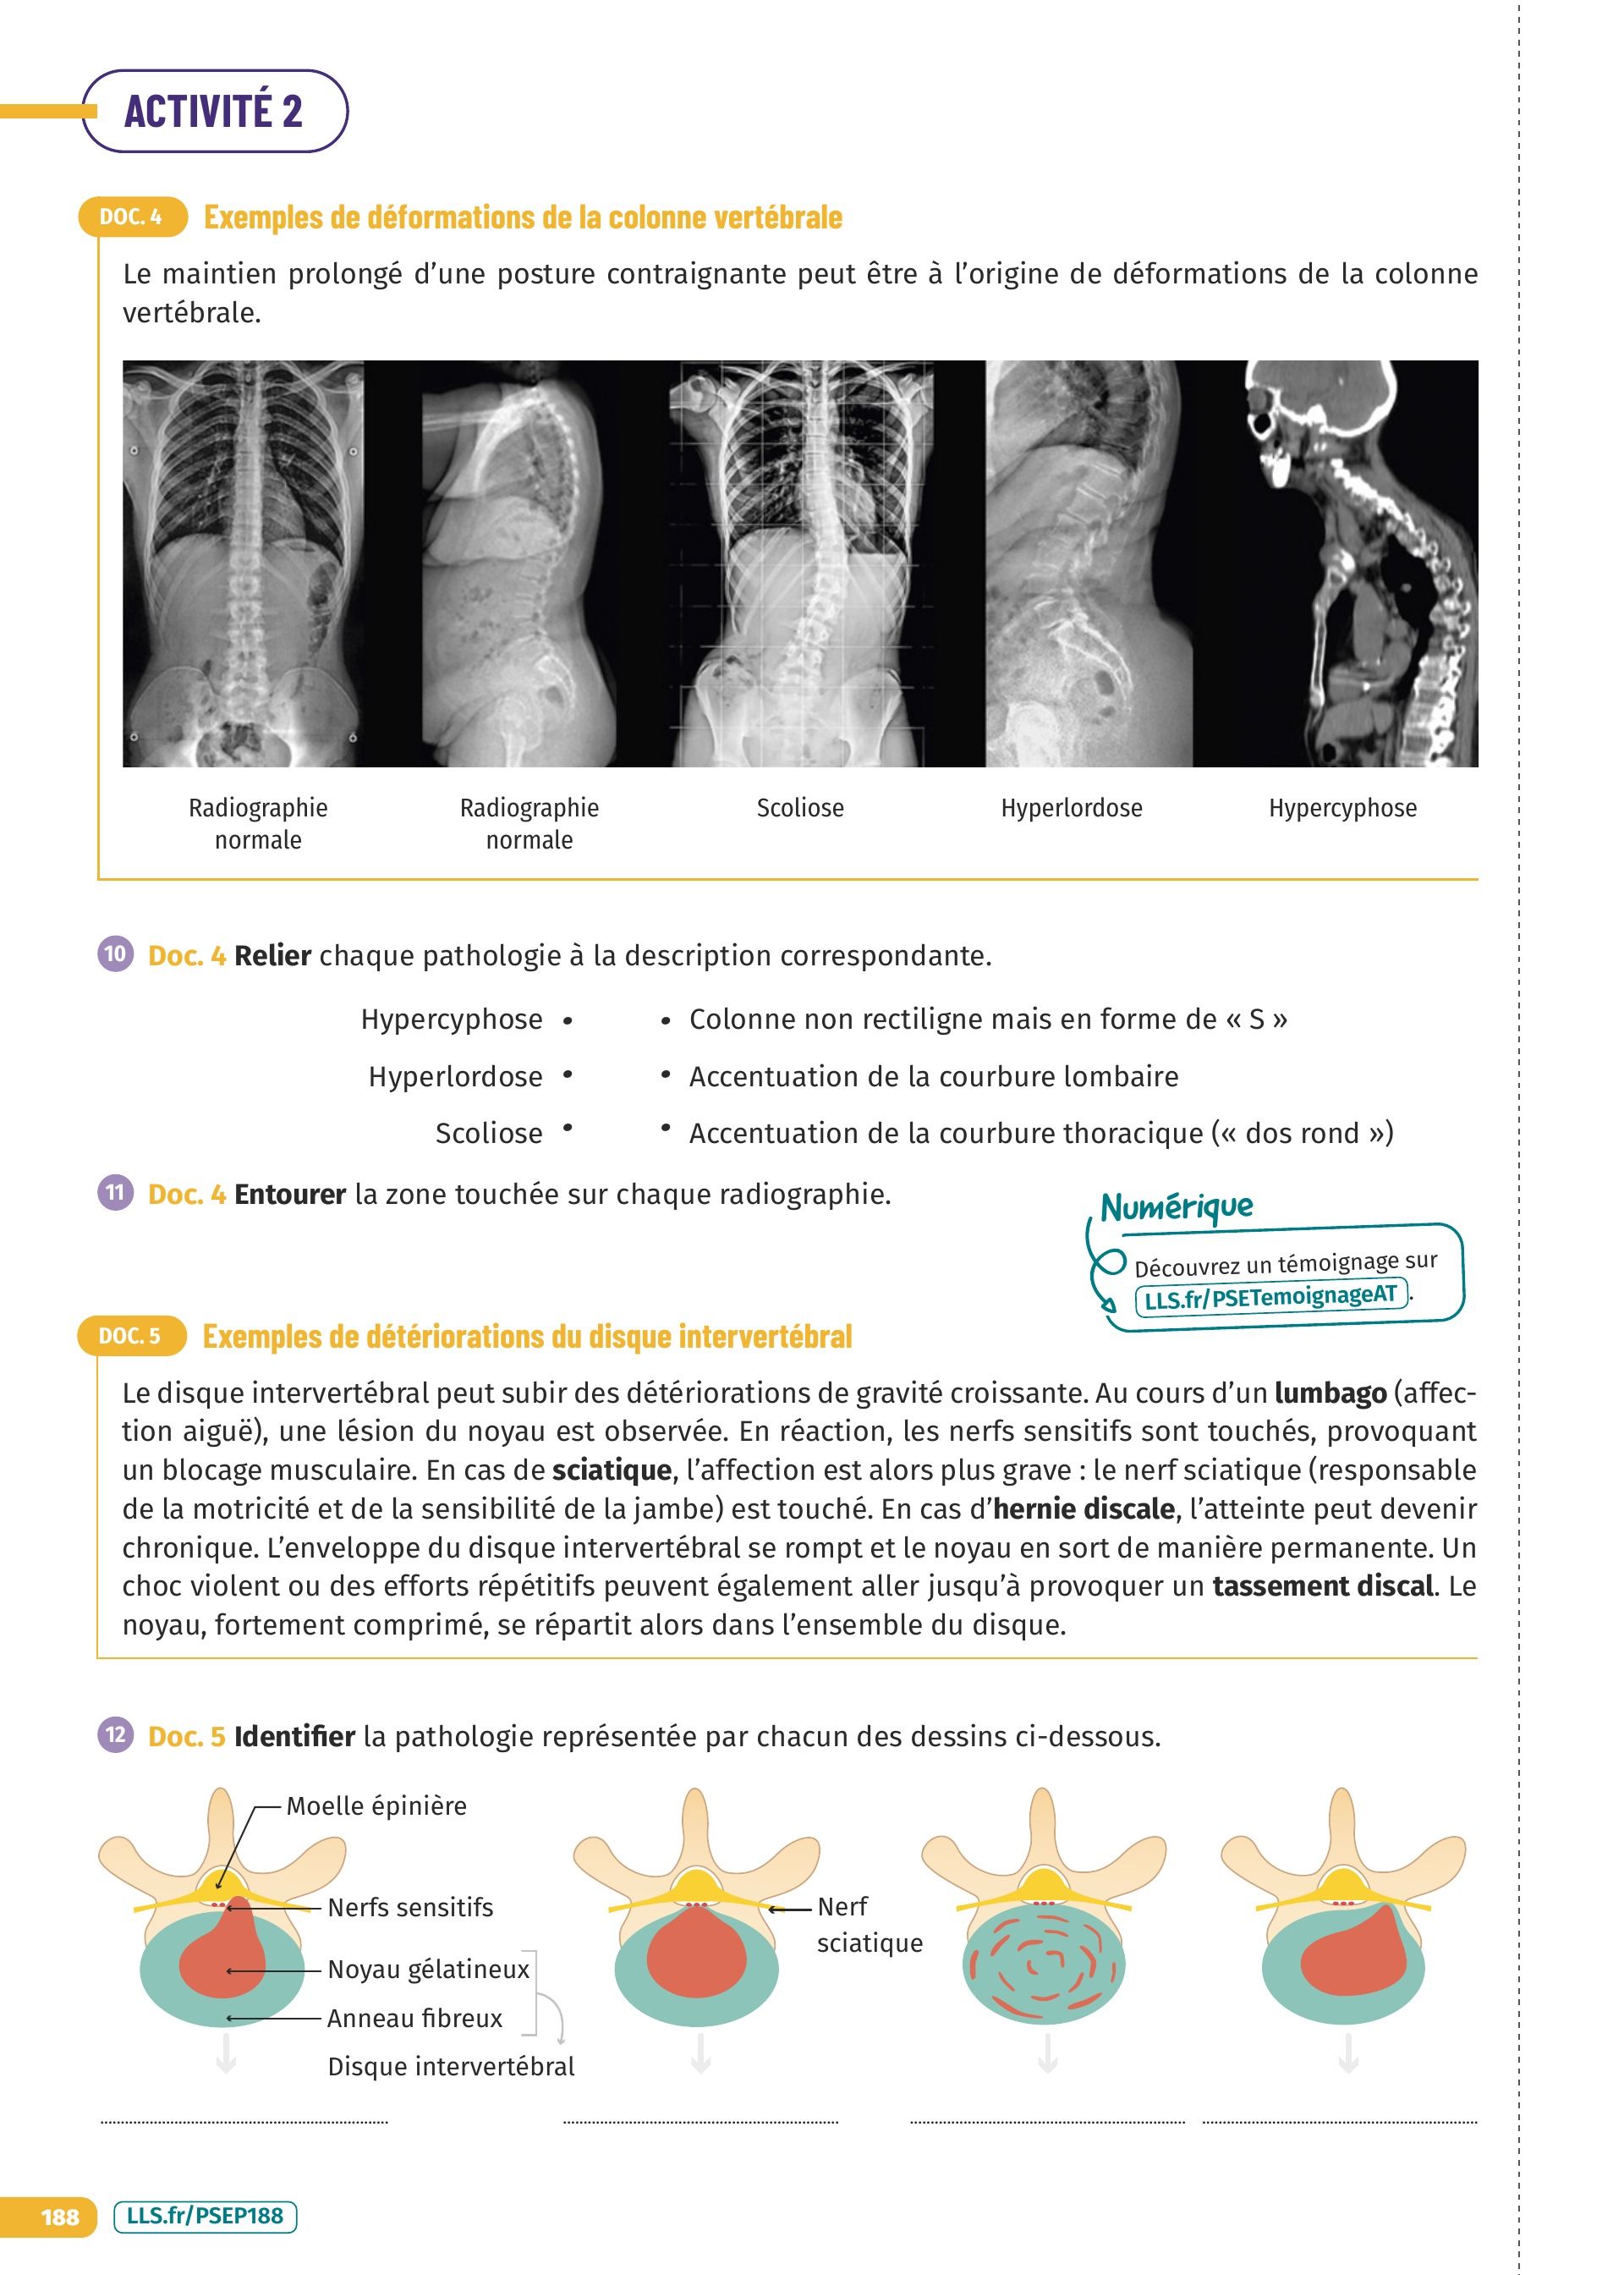 ACTIVITÉ 2
DOC. 4 Exemples de déformations de la colonne vertébrale
Le maintien prolongé d’une posture contraignante peut être à l’origine de déformations de la colonne
vertébrale.
Radiographie
normale
Radiographie
normale
Scoliose
Hyperlordose
Hypercyphose
10 Doc. 4 Relier chaque pathologie à la description correspondante.
Hypercyphose • • Colonne non rectiligne mais en forme de « S »
Hyperlordose • • Accentuation de la courbure lombaire
Scoliose • • Accentuation de la courbure thoracique (« dos rond »)
11 Doc. 4 Entourer la zone touchée sur chaque radiographie.
Numérique
Découvrez un témoignage sur
LLS.fr/PSETemoignageAT.
DOC. 5 Exemples de détériorations du disque intervertébral
Le disque intervertébral peut subir des détériorations de gravité croissante. Au cours d’un lumbago (affec-
tion aiguë), une lésion du noyau est observée. En réaction, les nerfs sensitifs sont touchés, provoquant
un blocage musculaire. En cas de sciatique, l’affection est alors plus grave : le nerf sciatique (responsable
de la motricité et de la sensibilité de la jambe) est touché. En cas d’hernie discale, l’atteinte peut devenir
chronique. L’enveloppe du disque intervertébral se rompt et le noyau en sort de manière permanente. Un
choc violent ou des efforts répétitifs peuvent également aller jusqu’à provoquer un tassement discal. Le
noyau, fortement comprimé, se répartit alors dans l’ensemble du disque.
12 Doc. 5 Identifier la pathologie représentée par chacun des dessins ci-dessous.
Moelle épinière
Nerfs sensitifs
Noyau gélatineux
Anneau fibreux
Disque intervertébral
Nerf
sciatique
188
LLS.fr/PSEP188